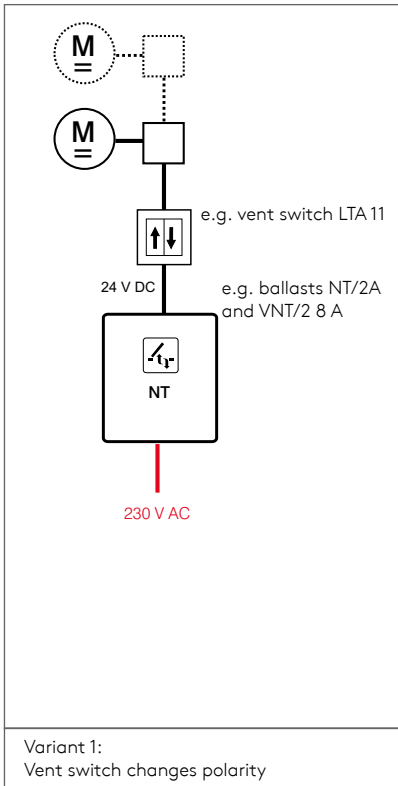 M
M
e.g. vent switch LTA 11
24 V DC
e.g. ballasts NT/2A
and VNT/2 8 A
NT
230 V AC
Variant 1:
Vent switch changes polarity